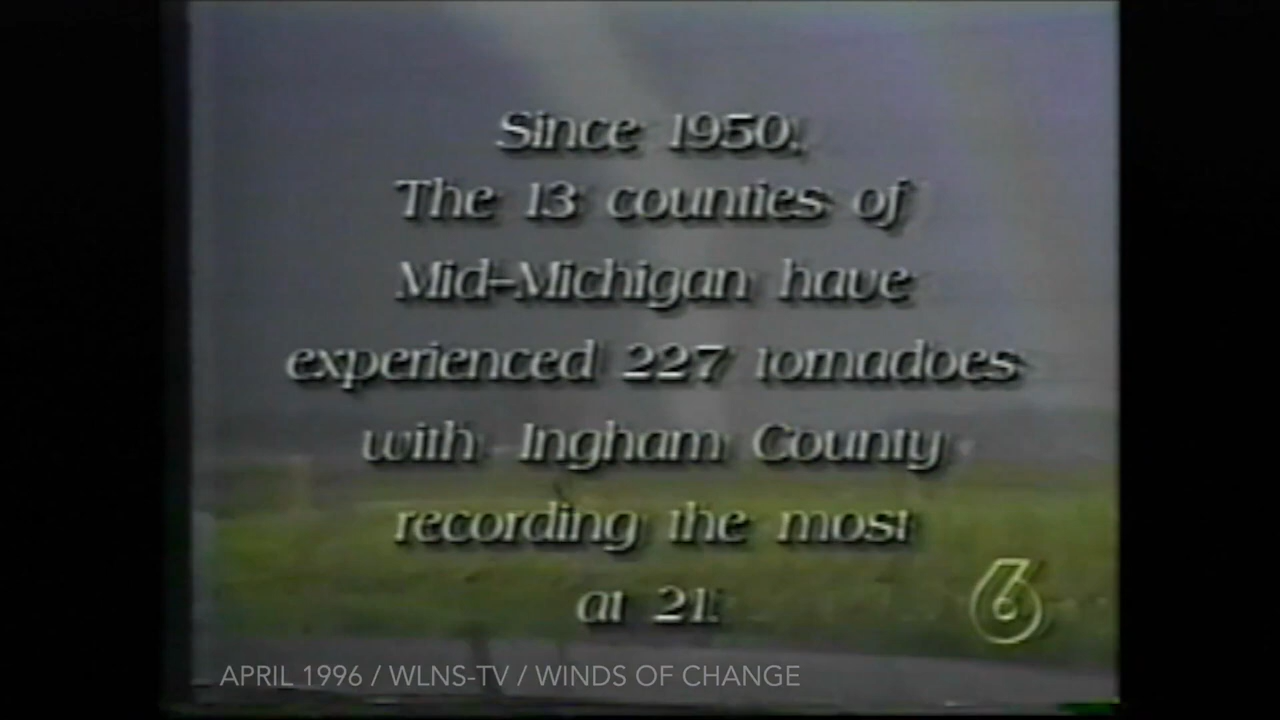 Since 1950,
The 13 counties of
Mid-Michigan have
experienced 227 tornadoes
with Ingham County
recording the most
at 21.
6
APRIL 1996 / WLNS-TV / WINDS OF CHANGE